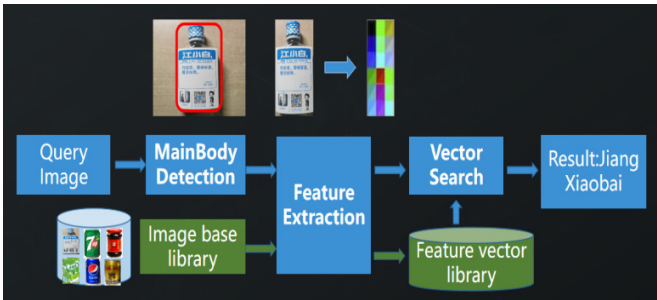 江小白
Query
Image
MainBody
Detection
Feature
Extraction
Vector
Search
Result:Jiang
Xiaobai
Image base
library
Feature vector
library
7